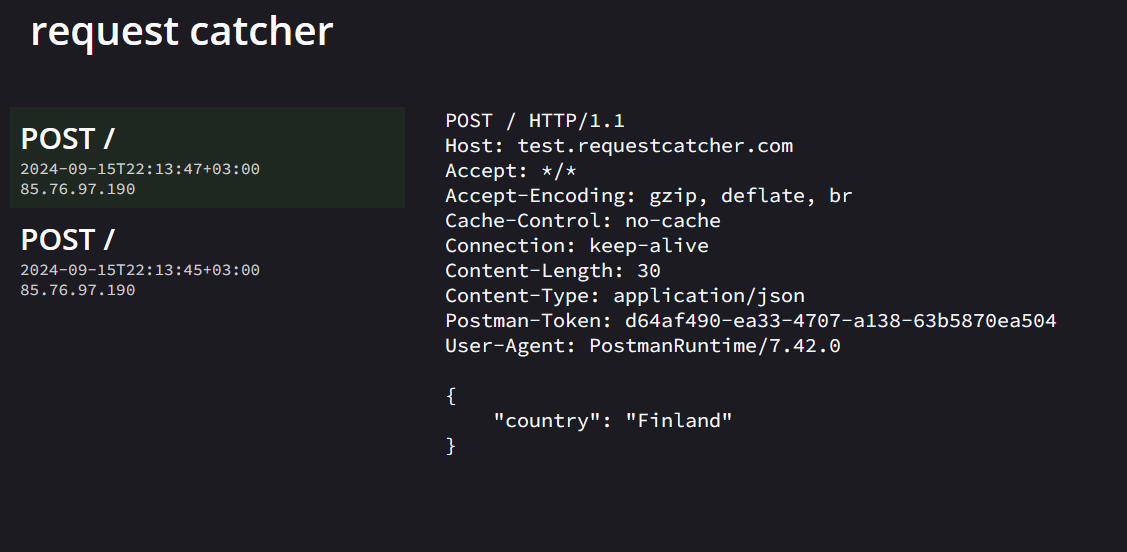 request catcher
POST /
2024-09-15T22:13:47+03:00
85.76.97.190
POST /
2024-09-15T22:13:45+03:00
85.76.97.190
POST / HTTP/1.1
Host: test.requestcatcher.com
Accept: */*
Accept-Encoding: gzip, deflate, br
Cache-Control: no-cache
Connection: keep-alive
Content-Length: 30
Content-Type: application/json
Postman-Token: d64af490-ea33-4707-a138-63b5870ea504
User-Agent: PostmanRuntime/7.42.0
{
    "country": "Finland"
}